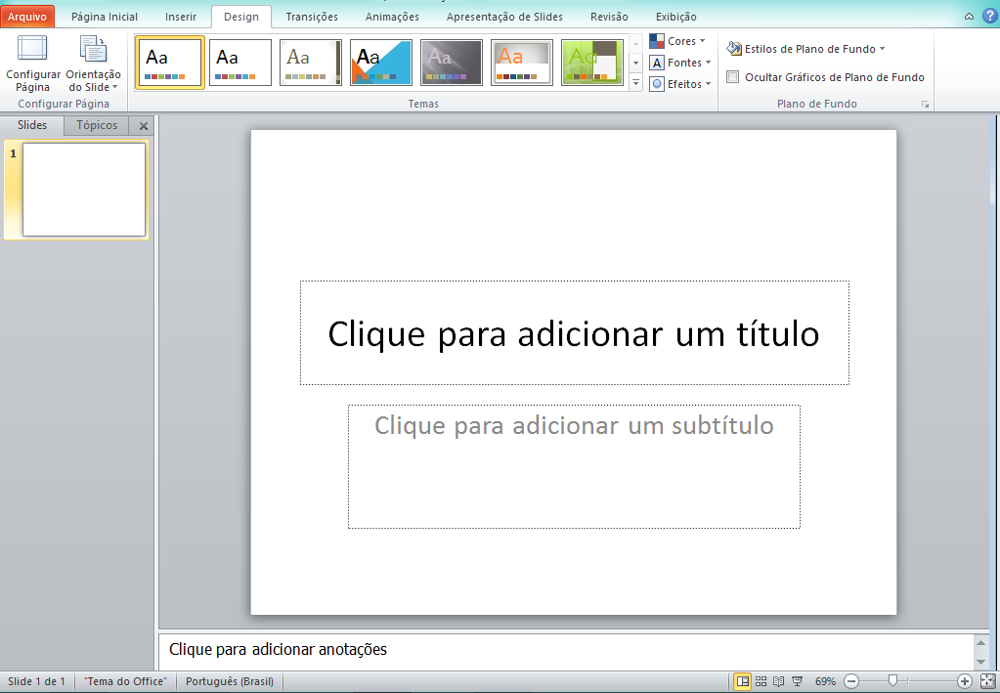 Arquivo Página Inicial Inserir Design Transições Animações Apresentação de Slides Revisão Exibição
Configurar Página
Orientação do Slide
Configurar Página
Aa Aa Aa Aa Aa Aa Aa
Temas
Cores
A Fontes
Efeitos
Estilos de Plano de Fundo
Ocultar Gráficos de Plano de Fundo
Plano de Fundo
Slides Tópicos
1
Clique para adicionar um título
Clique para adicionar um subtítulo
Clique para adicionar anotações
Slide 1 de 1 "Tema do Office" Português (Brasil) 69%